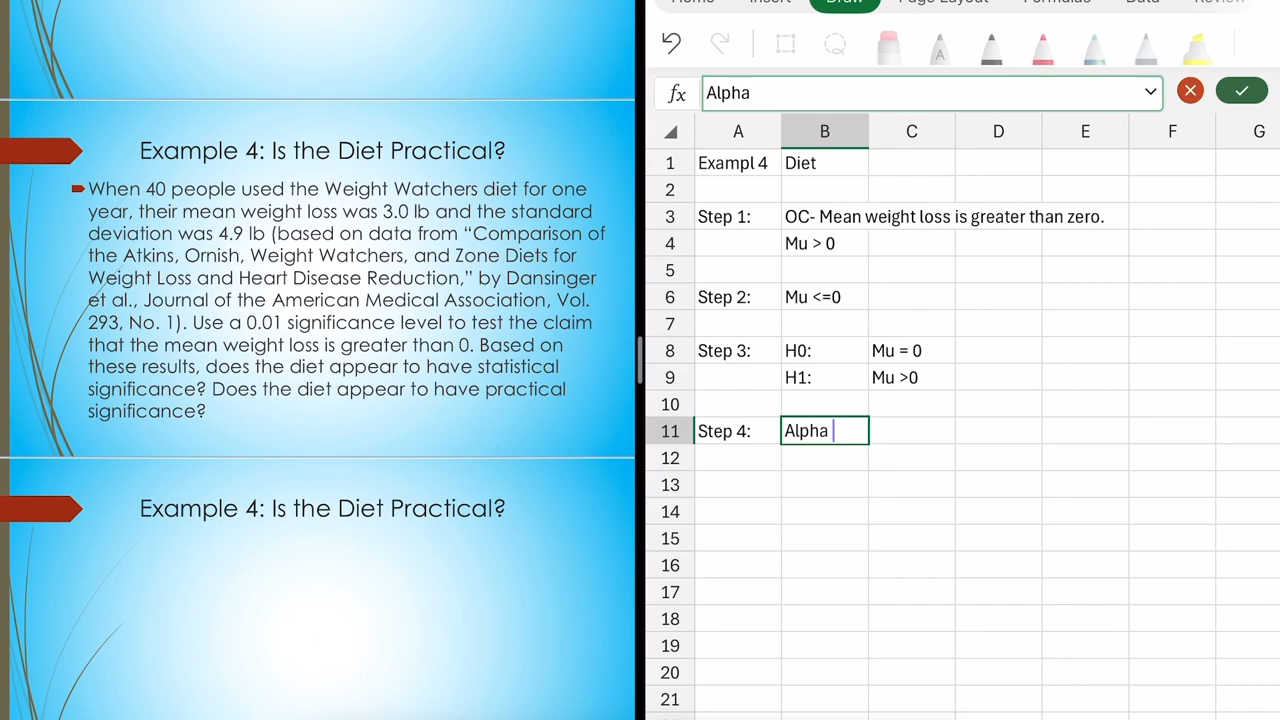 Example 4: Is the Diet Practical?
When 40 people used the Weight Watchers diet for one
year, their mean weight loss was 3.0 lb and the standard
deviation was 4.9 lb (based on data from “Comparison of
the Atkins, Ornish, Weight Watchers, and Zone Diets for
Weight Loss and Heart Disease Reduction,” by Dansinger
et al., Journal of the American Medical Association, Vol.
293, No. 1). Use a 0.01 significance level to test the claim
that the mean weight loss is greater than 0. Based on
these results, does the diet appear to have statistical
significance? Does the diet appear to have practical
significance?
Example 4: Is the Diet Practical?
Home Insert Draw Page Layout Formulas Data Review
A
fx Alpha
A B C D E F G
1 Exampl 4 Diet
2
3 Step 1: OC- Mean weight loss is greater than zero.
4 Mu > 0
5
6 Step 2: Mu <=0
7
8 Step 3: H0: Mu = 0
9 H1: Mu >0
10
11 Step 4: Alpha
12
13
14
15
16
17
18
19
20
21